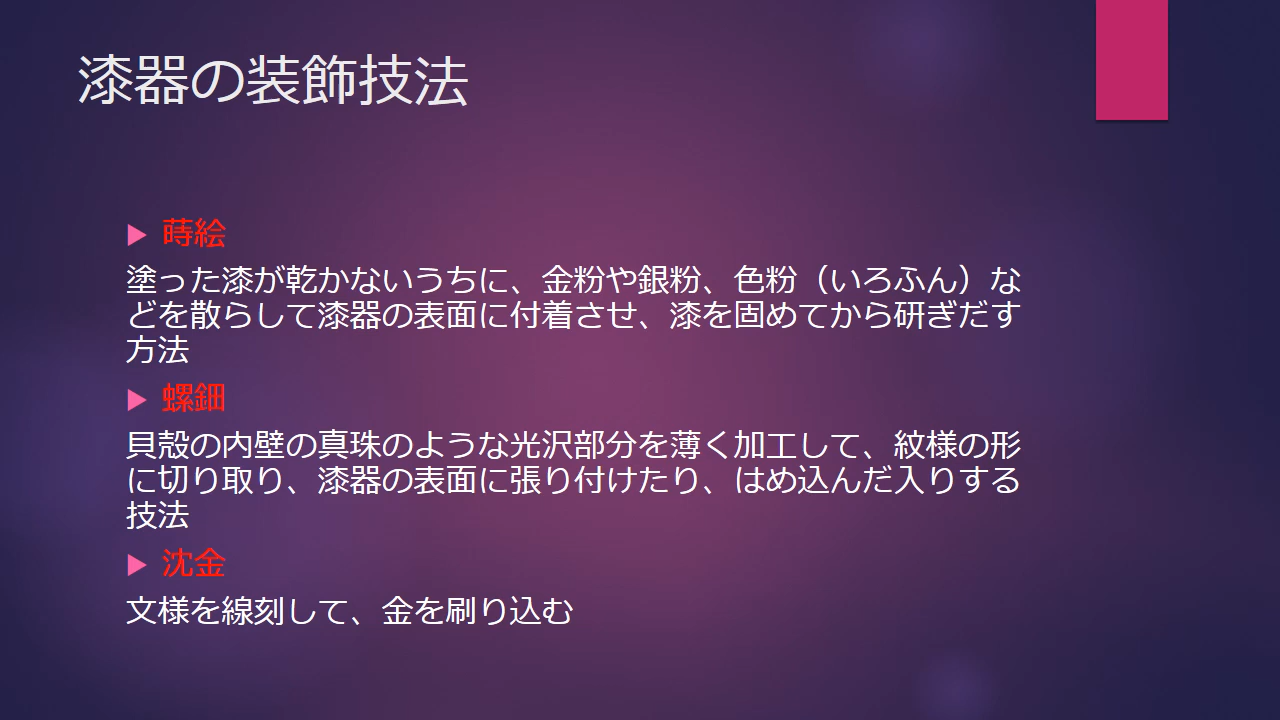 漆器の装飾技法
蒔絵
塗った漆が乾かないうちに、金粉や銀粉、色粉（いろふん）な
どを散らして漆器の表面に付着させ、漆を固めてから研ぎだす
方法
螺鈿
貝殻の内壁の真珠のような光沢部分を薄く加工して、紋様の形
に切り取り、漆器の表面に張り付けたり、はめ込んだ入りする
技法
沈金
文様を線刻して、金を刷り込む